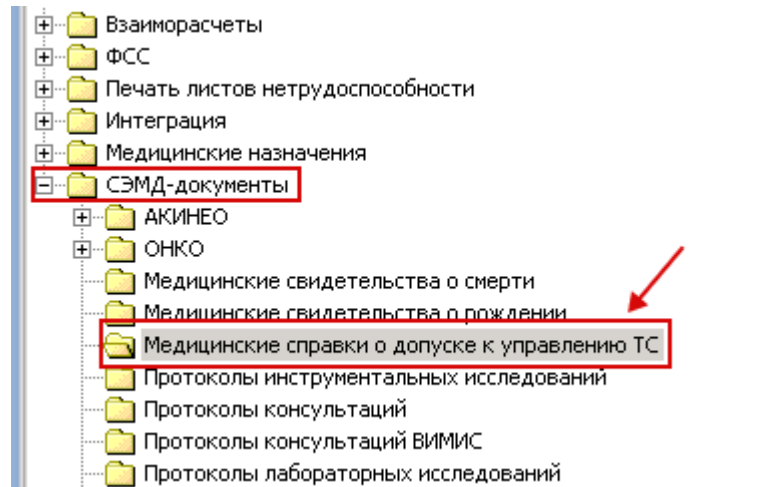 Взаиморасчеты
ФСС
Печать листов нетрудоспособности
Интеграция
Медицинские назначения
СЭМД-документы
АКИНЕО
ОНКО
Медицинские свидетельства о смерти
Медицинские свидетельства о рождении
Медицинские справки о допуске к управлению ТС
Протоколы инструментальных исследований
Протоколы консультаций
Протоколы консультаций ВИМИС
Протоколы лабораторных исследований